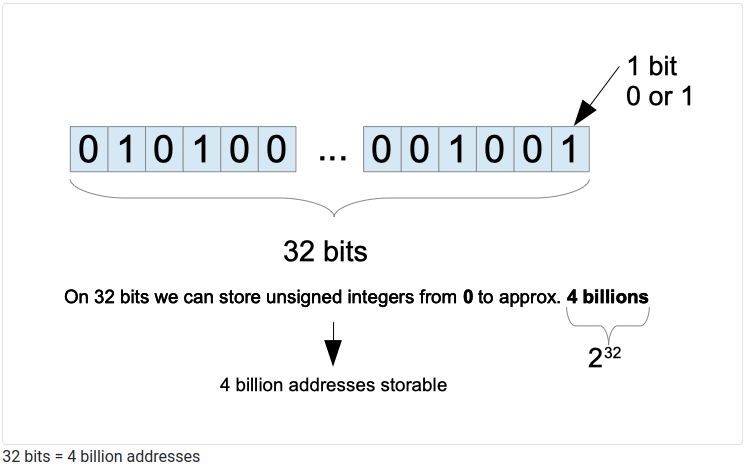 1 bit
0 or 1
0 1 0 1 0 0 ... 0 0 1 0 0 1
32 bits
On 32 bits we can store unsigned integers from 0 to approx. 4 billions
2³²
4 billion addresses storable
32 bits = 4 billion addresses